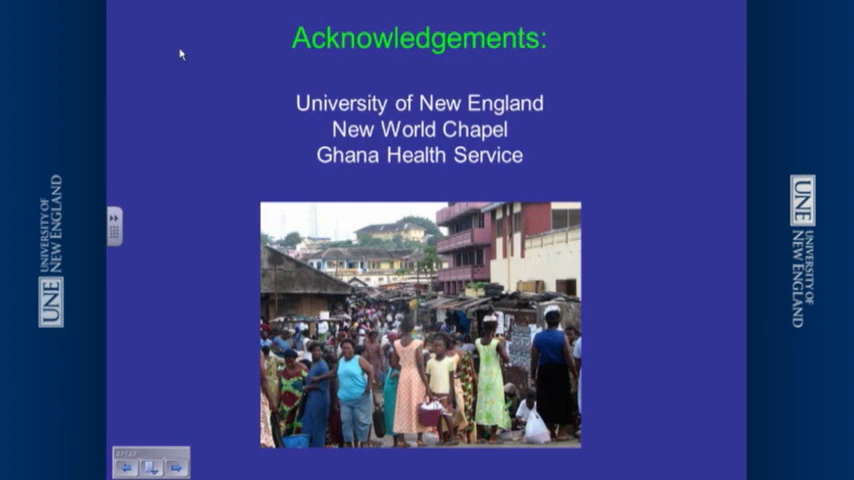 Acknowledgements:
University of New England
New World Chapel
Ghana Health Service
UNE UNIVERSITY OF
NEW ENGLAND
UNE UNIVERSITY OF
NEW ENGLAND